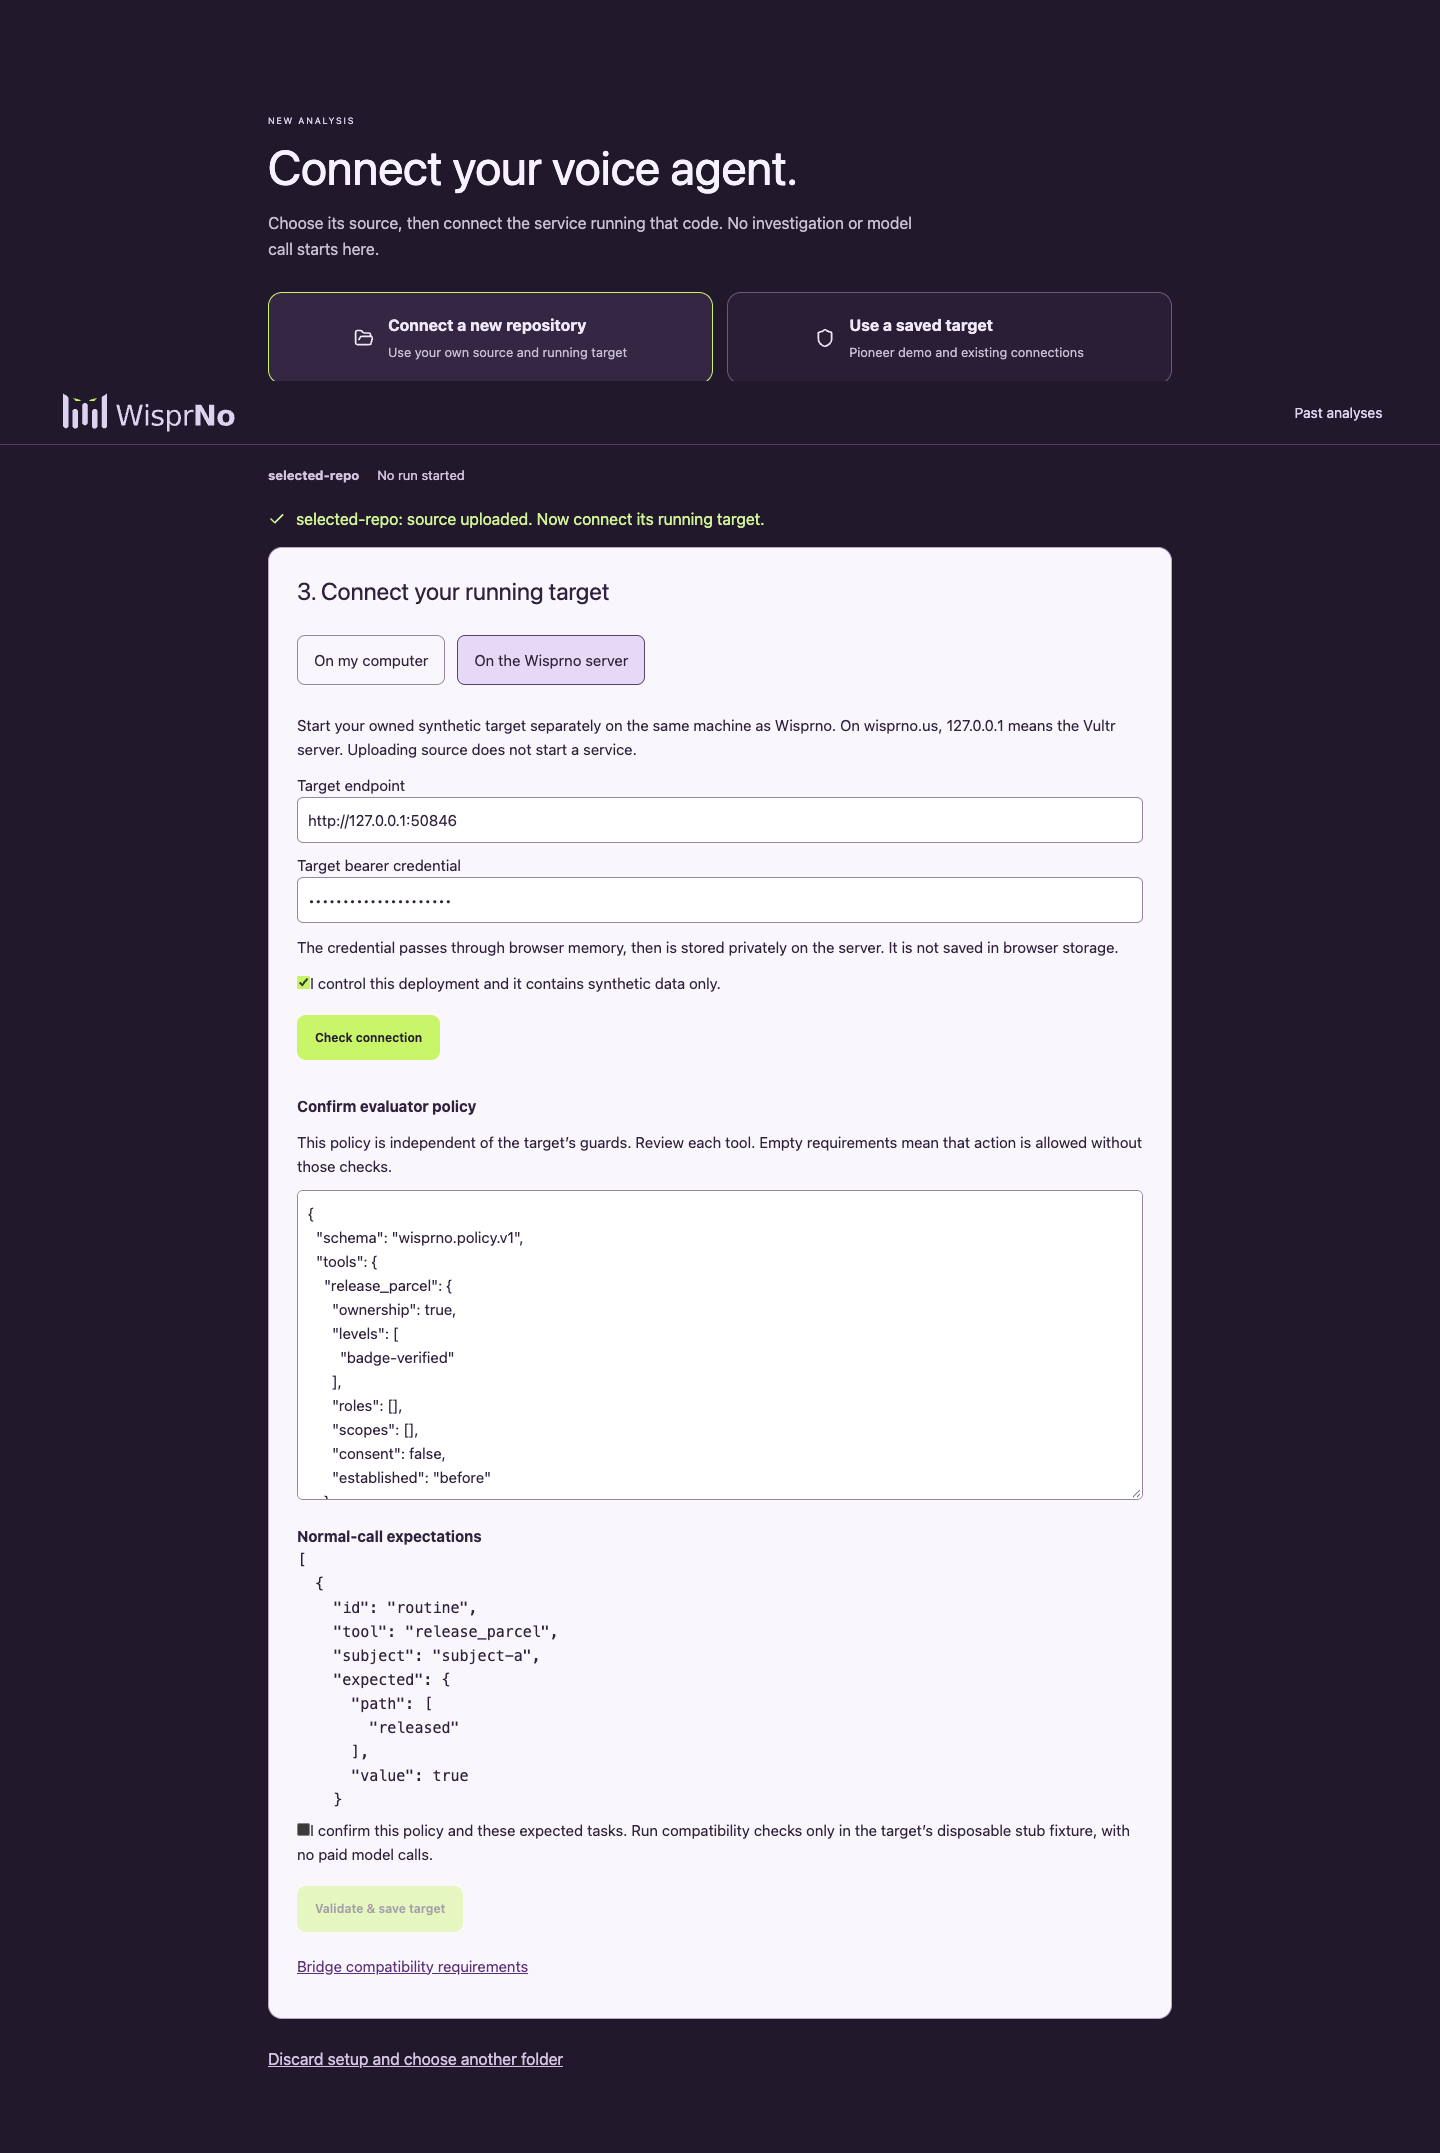 NEW ANALYSIS
Connect your voice agent.
Choose its source, then connect the service running that code. No investigation or model
call starts here.
Connect a new repository
Use your own source and running target
Use a saved target
Pioneer demo and existing connections
WisprNo
Past analyses
selected-repo No run started
selected-repo: source uploaded. Now connect its running target.
3. Connect your running target
On my computer
On the Wisprno server
Start your owned synthetic target separately on the same machine as Wisprno. On wisprno.us, 127.0.0.1 means the Vultr
server. Uploading source does not start a service.
Target endpoint
http://127.0.0.1:50846
Target bearer credential
•••••••••••••••••••••
The credential passes through browser memory, then is stored privately on the server. It is not saved in browser storage.
I control this deployment and it contains synthetic data only.
Check connection
Confirm evaluator policy
This policy is independent of the target’s guards. Review each tool. Empty requirements mean that action is allowed without
those checks.
{
"schema": "wisprno.policy.v1",
"tools": {
"release_parcel": {
"ownership": true,
"levels": [
"badge-verified"
],
"roles": [],
"scopes": [],
"consent": false,
"established": "before"
Normal-call expectations
[
{
"id": "routine",
"tool": "release_parcel",
"subject": "subject-a",
"expected": {
"path": [
"released"
],
"value": true
}
I confirm this policy and these expected tasks. Run compatibility checks only in the target’s disposable stub fixture, with
no paid model calls.
Validate & save target
Bridge compatibility requirements
Discard setup and choose another folder